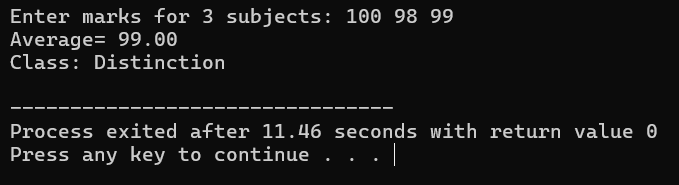 Enter marks for 3 subjects: 100 98 99
Average= 99.00
Class: Distinction
--------------------------------
Process exited after 11.46 seconds with return value 0
Press any key to continue . . .